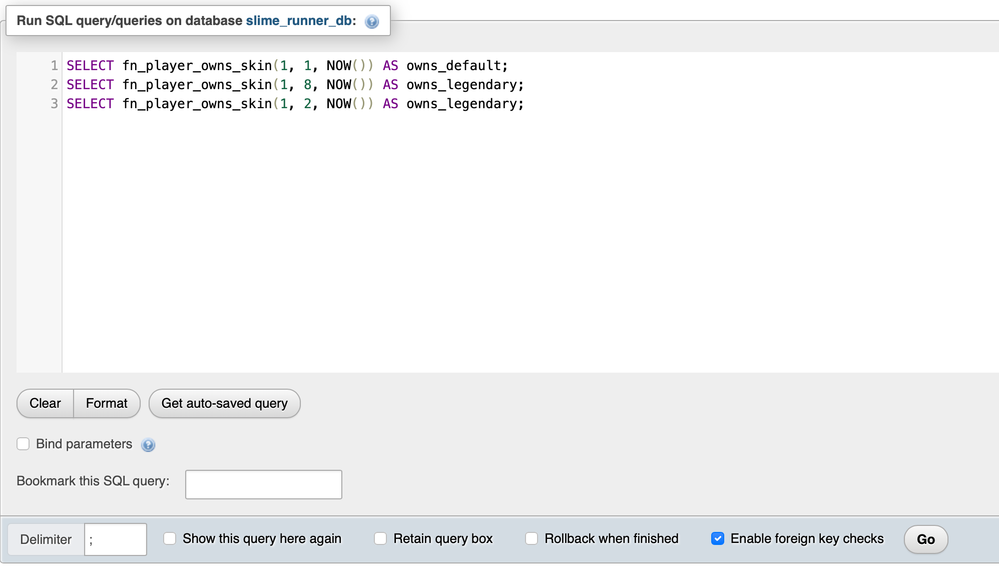 Run SQL query/queries on database slime_runner_db:
1 SELECT fn_player_owns_skin(1, 1, NOW()) AS owns_default;
2 SELECT fn_player_owns_skin(1, 8, NOW()) AS owns_legendary;
3 SELECT fn_player_owns_skin(1, 2, NOW()) AS owns_legendary;
Clear Format Get auto-saved query
Bind parameters
Bookmark this SQL query:
Delimiter ; Show this query here again Retain query box Rollback when finished Enable foreign key checks Go